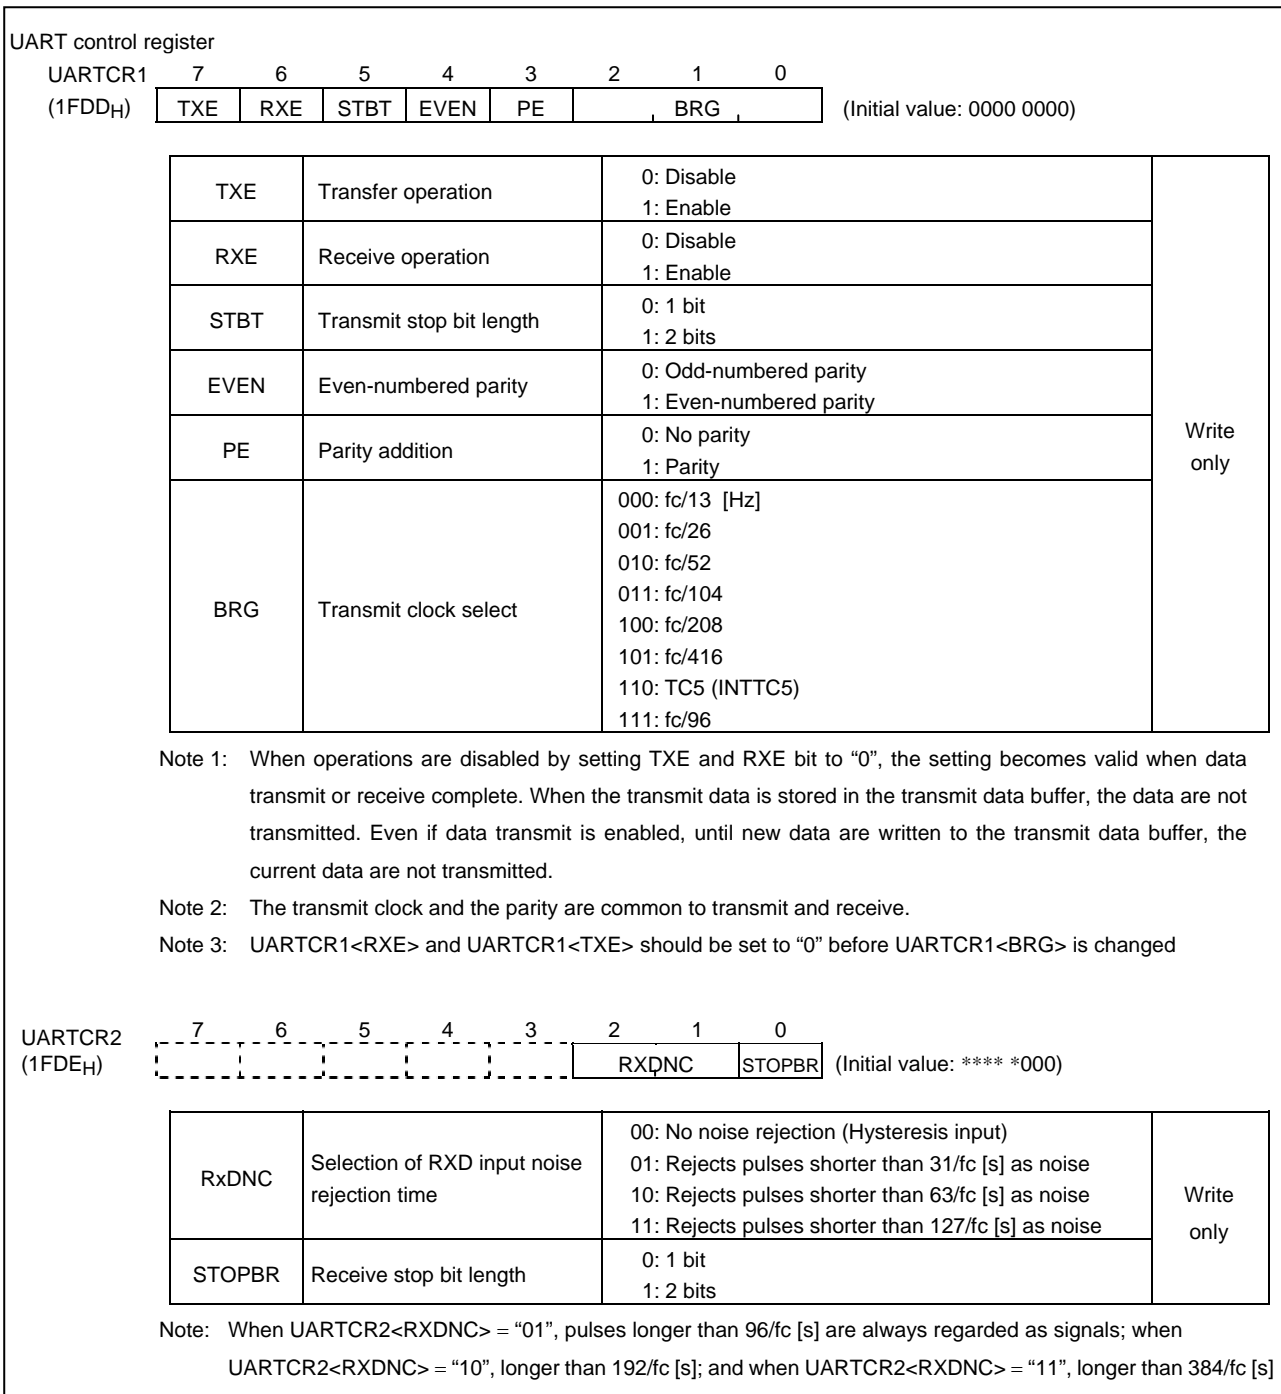 UART control register
UARTCR1 7 6 5 4 3 2 1 0
(1FDDH) TXE RXE STBT EVEN PE BRG (Initial value: 0000 0000)
TXE Transfer operation 0: Disable
1: Enable
RXE Receive operation 0: Disable
1: Enable
STBT Transmit stop bit length 0: 1 bit
1: 2 bits
EVEN Even-numbered parity 0: Odd-numbered parity
1: Even-numbered parity
PE Parity addition 0: No parity
1: Parity
Write
only
BRG Transmit clock select 000: fc/13 [Hz]
001: fc/26
010: fc/52
011: fc/104
100: fc/208
101: fc/416
110: TC5 (INTTC5)
111: fc/96
Note 1: When operations are disabled by setting TXE and RXE bit to “0”, the setting becomes valid when data
transmit or receive complete. When the transmit data is stored in the transmit data buffer, the data are not
transmitted. Even if data transmit is enabled, until new data are written to the transmit data buffer, the
current data are not transmitted.
Note 2: The transmit clock and the parity are common to transmit and receive.
Note 3: UARTCR1<RXE> and UARTCR1<TXE> should be set to “0” before UARTCR1<BRG> is changed
UARTCR2 7 6 5 4 3 2 1 0
(1FDEH) RXDNC STOPBR (Initial value: **** *000)
RxDNC Selection of RXD input noise
rejection time
00: No noise rejection (Hysteresis input)
01: Rejects pulses shorter than 31/fc [s] as noise
10: Rejects pulses shorter than 63/fc [s] as noise
11: Rejects pulses shorter than 127/fc [s] as noise
Write
only
STOPBR Receive stop bit length 0: 1 bit
1: 2 bits
Note: When UARTCR2<RXDNC> = “01”, pulses longer than 96/fc [s] are always regarded as signals; when
UARTCR2<RXDNC> = “10”, longer than 192/fc [s]; and when UARTCR2<RXDNC> = “11”, longer than 384/fc [s]